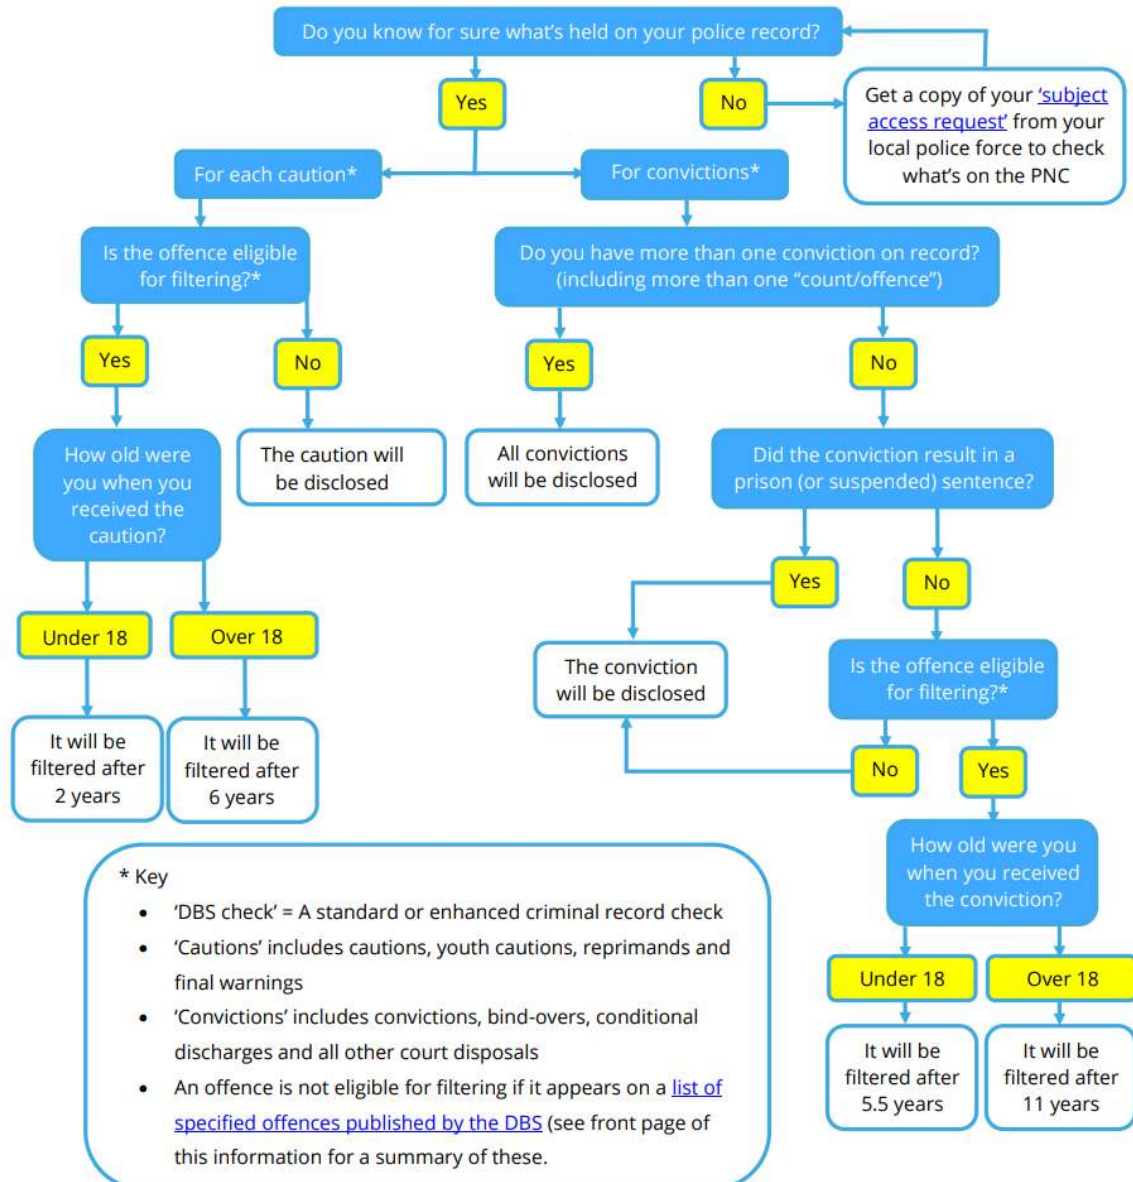 Do you know for sure what's held on your police record?
Yes
No
Get a copy of your 'subject
access request' from your
local police force to check
what's on the PNC
For each caution*
For convictions*
Is the offence eligible
for filtering?*
Do you have more than one conviction on record?
(including more than one “count/offence”)
Yes
No
Yes
No
How old were
you when you
received the
caution?
The caution will
be disclosed
All convictions
will be disclosed
Did the conviction result in a
prison (or suspended) sentence?
Yes
No
Under 18
Over 18
The conviction
will be disclosed
Is the offence eligible
for filtering?*
It will be
filtered after
2 years
It will be
filtered after
6 years
No
Yes
How old were you
when you received
the conviction?
Under 18
Over 18
It will be
filtered after
5.5 years
It will be
filtered after
11 years
* Key
• ‘DBS check’ = A standard or enhanced criminal record check
• ‘Cautions’ includes cautions, youth cautions, reprimands and
final warnings
• ‘Convictions’ includes convictions, bind-overs, conditional
discharges and all other court disposals
• An offence is not eligible for filtering if it appears on a list of
specified offences published by the DBS (see front page of
this information for a summary of these.